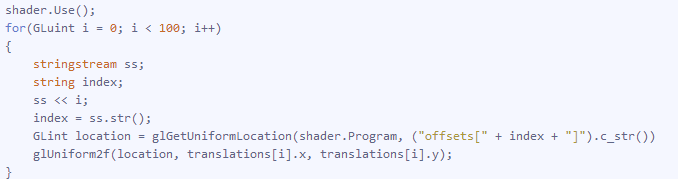 shader.Use();
for(GLuint i = 0; i < 100; i++)
{
    stringstream ss;
    string index;
    ss << i;
    index = ss.str();
    GLint location = glGetUniformLocation(shader.Program, ("offsets[" + index + "]").c_str())
    glUniform2f(location, translations[i].x, translations[i].y);
}